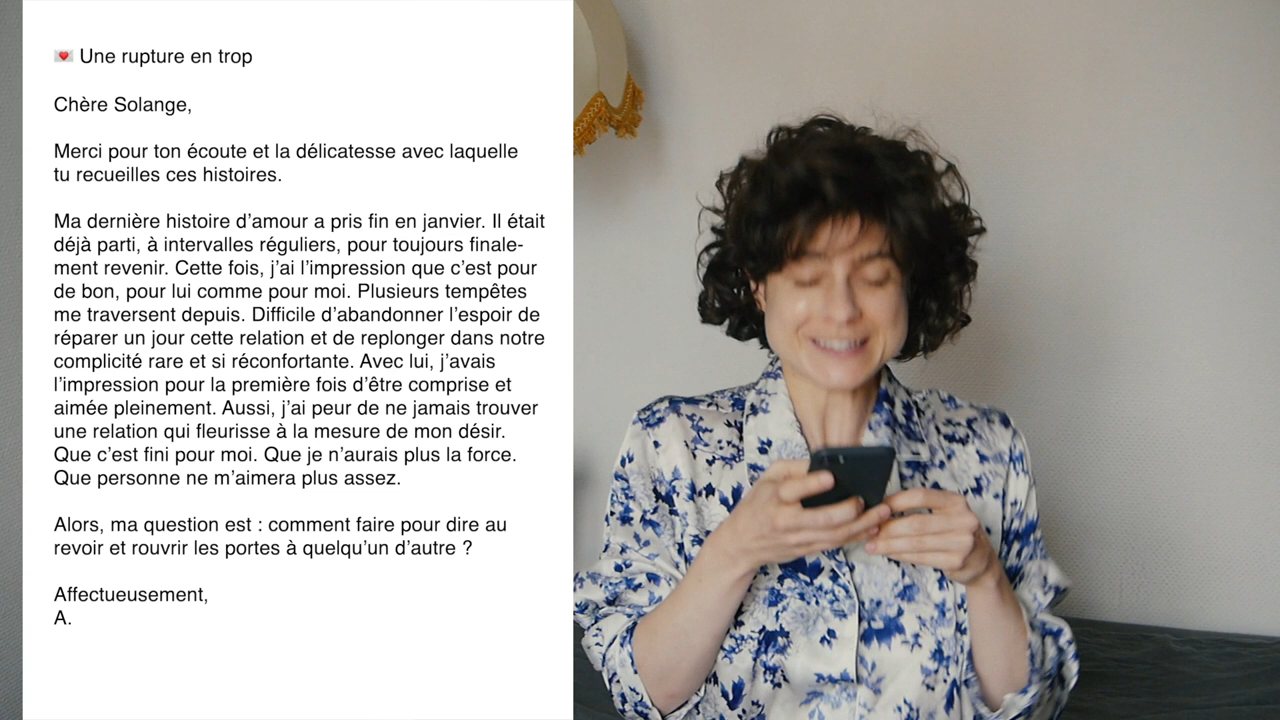 💌 Une rupture en trop
Chère Solange,
Merci pour ton écoute et la délicatesse avec laquelle
tu recueilles ces histoires.
Ma dernière histoire d’amour a pris fin en janvier. Il était
déjà parti, à intervalles réguliers, pour toujours finale-
ment revenir. Cette fois, j’ai l’impression que c’est pour
de bon, pour lui comme pour moi. Plusieurs tempêtes
me traversent depuis. Difficile d’abandonner l’espoir de
réparer un jour cette relation et de replonger dans notre
complicité rare et si réconfortante. Avec lui, j’avais
l’impression pour la première fois d’être comprise et
aimée pleinement. Aussi, j’ai peur de ne jamais trouver
une relation qui fleurisse à la mesure de mon désir.
Que c’est fini pour moi. Que je n’aurais plus la force.
Que personne ne m’aimera plus assez.
Alors, ma question est : comment faire pour dire au
revoir et rouvrir les portes à quelqu’un d’autre ?
Affectueusement,
A.